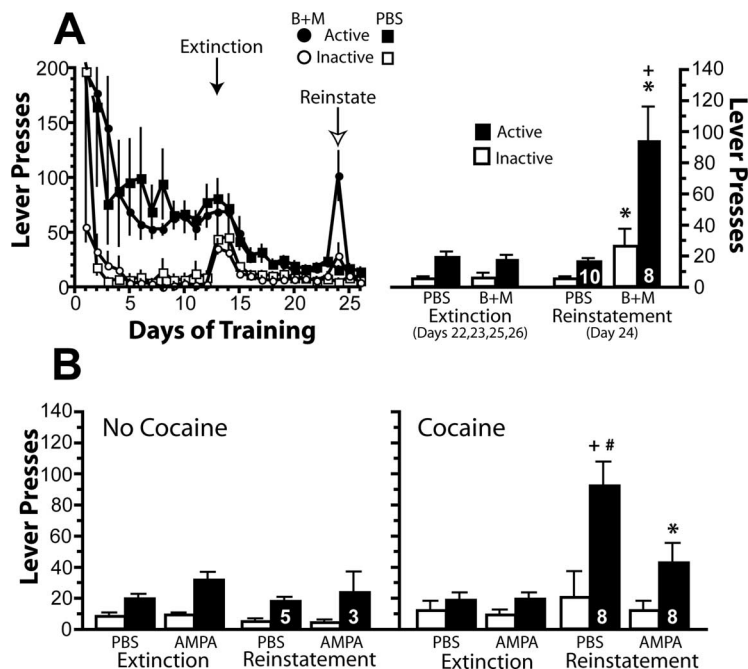 A
B+M PBS
Active
Inactive
Extinction
Reinstate
Lever Presses
200
150
100
50
0
0 5 10 15 20 25
Days of Training
Active
Inactive
+
*
*
10
8
140
120
100
80
60
40
20
0
Lever Presses
PBS B+M PBS B+M
Extinction Reinstatement
(Days 22,23,25,26) (Day 24)
B
Lever Presses
140
120
100
80
60
40
20
0
No Cocaine
Cocaine
+ #
*
5
3
8
8
PBS AMPA PBS AMPA PBS AMPA PBS AMPA
Extinction Reinstatement Extinction Reinstatement